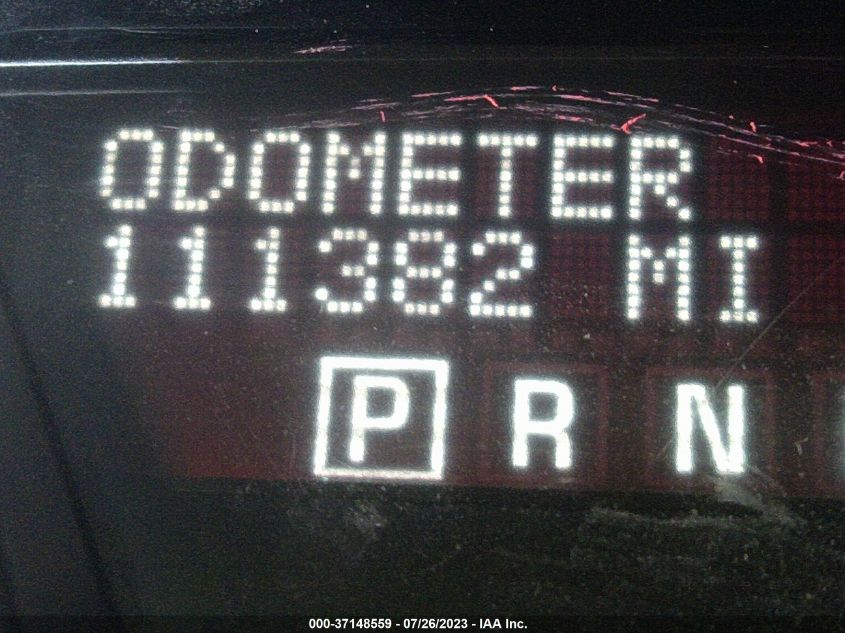 ODOMETER
111382 MI
P R N
000-37148559 - 07/26/2023 - IAA Inc.